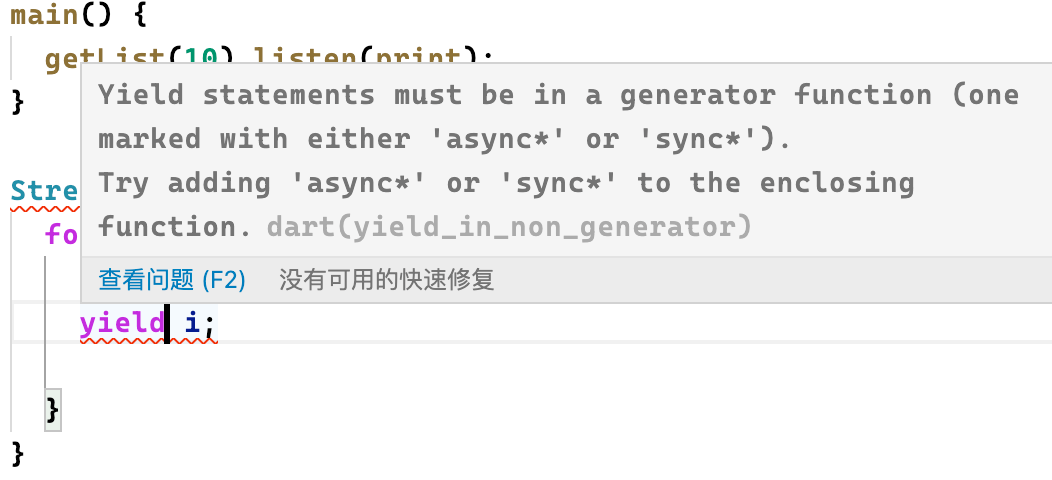 main() {
getList(10).listen(print);
}
Yield statements must be in a generator function (one
marked with either 'async*' or 'sync*').
Try adding 'async*' or 'sync*' to the enclosing
function. dart(yield_in_non_generator)
查看问题 (F2) 没有可用的快速修复
Stre
fo
yield i;
}
}